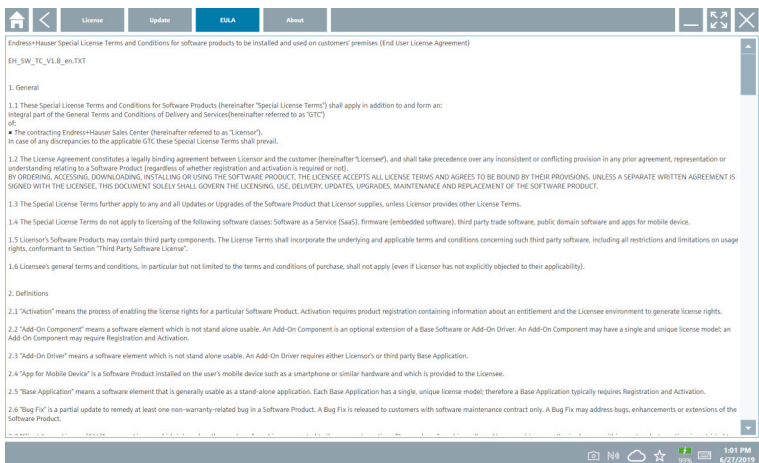 License
Update
EULA
About
Endress+Hauser Special License Terms and Conditions for software products to be installed and used on customers' premises (End User License Agreement)
EH_SW_TC_V1.8_en.TXT
1. General
1.1 These Special License Terms and Conditions for Software Products (hereinafter "Special License Terms") shall apply in addition to and form an:
Integral part of the General Terms and Conditions of Delivery and Services(hereinafter referred to as "GTC")
of:
▪ The contracting Endress+Hauser Sales Center (hereinafter referred to as "Licensor").
In case of any discrepancies to the applicable GTC these Special License Terms shall prevail.
1.2 The License Agreement constitutes a legally binding agreement between Licensor and the customer (hereinafter "Licensee"), and shall take precedence over any inconsistent or conflicting provision in any prior agreement, representation or
understanding relating to a Software Product (regardless of whether registration and activation is required or not).
BY ORDERING, ACCESSING, DOWNLOADING, INSTALLING OR USING THE SOFTWARE PRODUCT. THE LICENSEE ACCEPTS ALL LICENSE TERMS AND AGREES TO BE BOUND BY THEIR PROVISIONS. UNLESS A SEPARATE WRITTEN AGREEMENT IS
SIGNED WITH THE LICENSEE, THIS DOCUMENT SOLELY SHALL GOVERN THE LICENSING, USE, DELIVERY, UPDATES, UPGRADES, MAINTENANCE AND REPLACEMENT OF THE SOFTWARE PRODUCT.
1.3 The Special License Terms further apply to any and all Updates or Upgrades of the Software Product that Licensor supplies, unless Licensor provides other License Terms.
1.4 The Special Terms do not apply to licensing of the following software classes: Software as a Service (SaaS), firmware (embedded software), third party trade software, public domain software and apps for mobile device.
1.5 Licensor's Software Products may contain third party components. The License Terms shall incorporate the underlying and applicable terms and conditions concerning such third party software, including all restrictions and limitations on usage
rights, conformant to Section "Third Party Software License".
1.6 Licensee's general terms and conditions, in particular but not limited to the terms and conditions of purchase, shall not apply (even if Licensor has not explicitly objected to their applicability).
2. Definitions
2.1 "Activation" means the process of enabling the license rights for a particular Software Product. Activation requires product registration containing information about an entitlement and the Licensee environment to generate license rights.
2.2 "Add-On Component" means a software element which is not stand alone usable. An Add-On Component is an optional extension of a Base Software or Add-On Driver. An Add-On Component may have a single and unique license model; an
Add-On Component may require Registration and Activation.
2.3 "Add-On Driver" means a software element which is not stand alone usable. An Add-On Driver requires either Licensor's or third party Base Application.
2.4 "App for Mobile Device" is a Software Product installed on the user's mobile device such as a smartphone or similar hardware and which is provided to the Licensee.
2.5 "Base Application" means a software element that is generally usable as a stand-alone application. Each Base Application has a single, unique license model; therefore a Base Application typically requires Registration and Activation.
2.6 "Bug Fix" is a partial update to remedy at least one non-warranty-related bug in a Software Product. A Bug Fix is released to customers with software maintenance contract only. A Bug Fix may address bugs, enhancements or extensions of the
Software Product.
99%
1:01 PM
6/27/2019